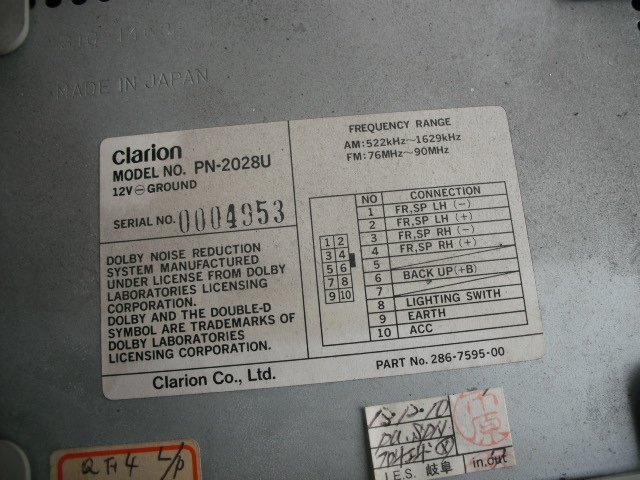 MADE IN JAPAN
Clarion
MODEL NO. PN-2028U
12V⊖GROUND
SERIAL NO. 0004953
DOLBY NOISE REDUCTION
SYSTEM MANUFACTURED
UNDER LICENSE FROM DOLBY
LABORATORIES LICENSING
CORPORATION.
DOLBY AND THE DOUBLE-D
SYMBOL ARE TRADEMARKS OF
DOLBY LABORATORIES
LICENSING CORPORATION.
FREQUENCY RANGE
AM:522kHz~1629kHz
FM:76MHz~90MHz
1 2
3 4
5 6
7 8
9 10
NO CONNECTION
1 FR,SP LH (-)
2 FR,SP LH (+)
3 FR,SP RH (-)
4 FR,SP RH (+)
5
6 BACK UP(+B)
7
8 LIGHTING SWITH
9 EARTH
10 ACC
Clarion Co., Ltd.
PART No. 286-7595-00
L/P
13.12.10
I.E.S. 岐阜 in.out